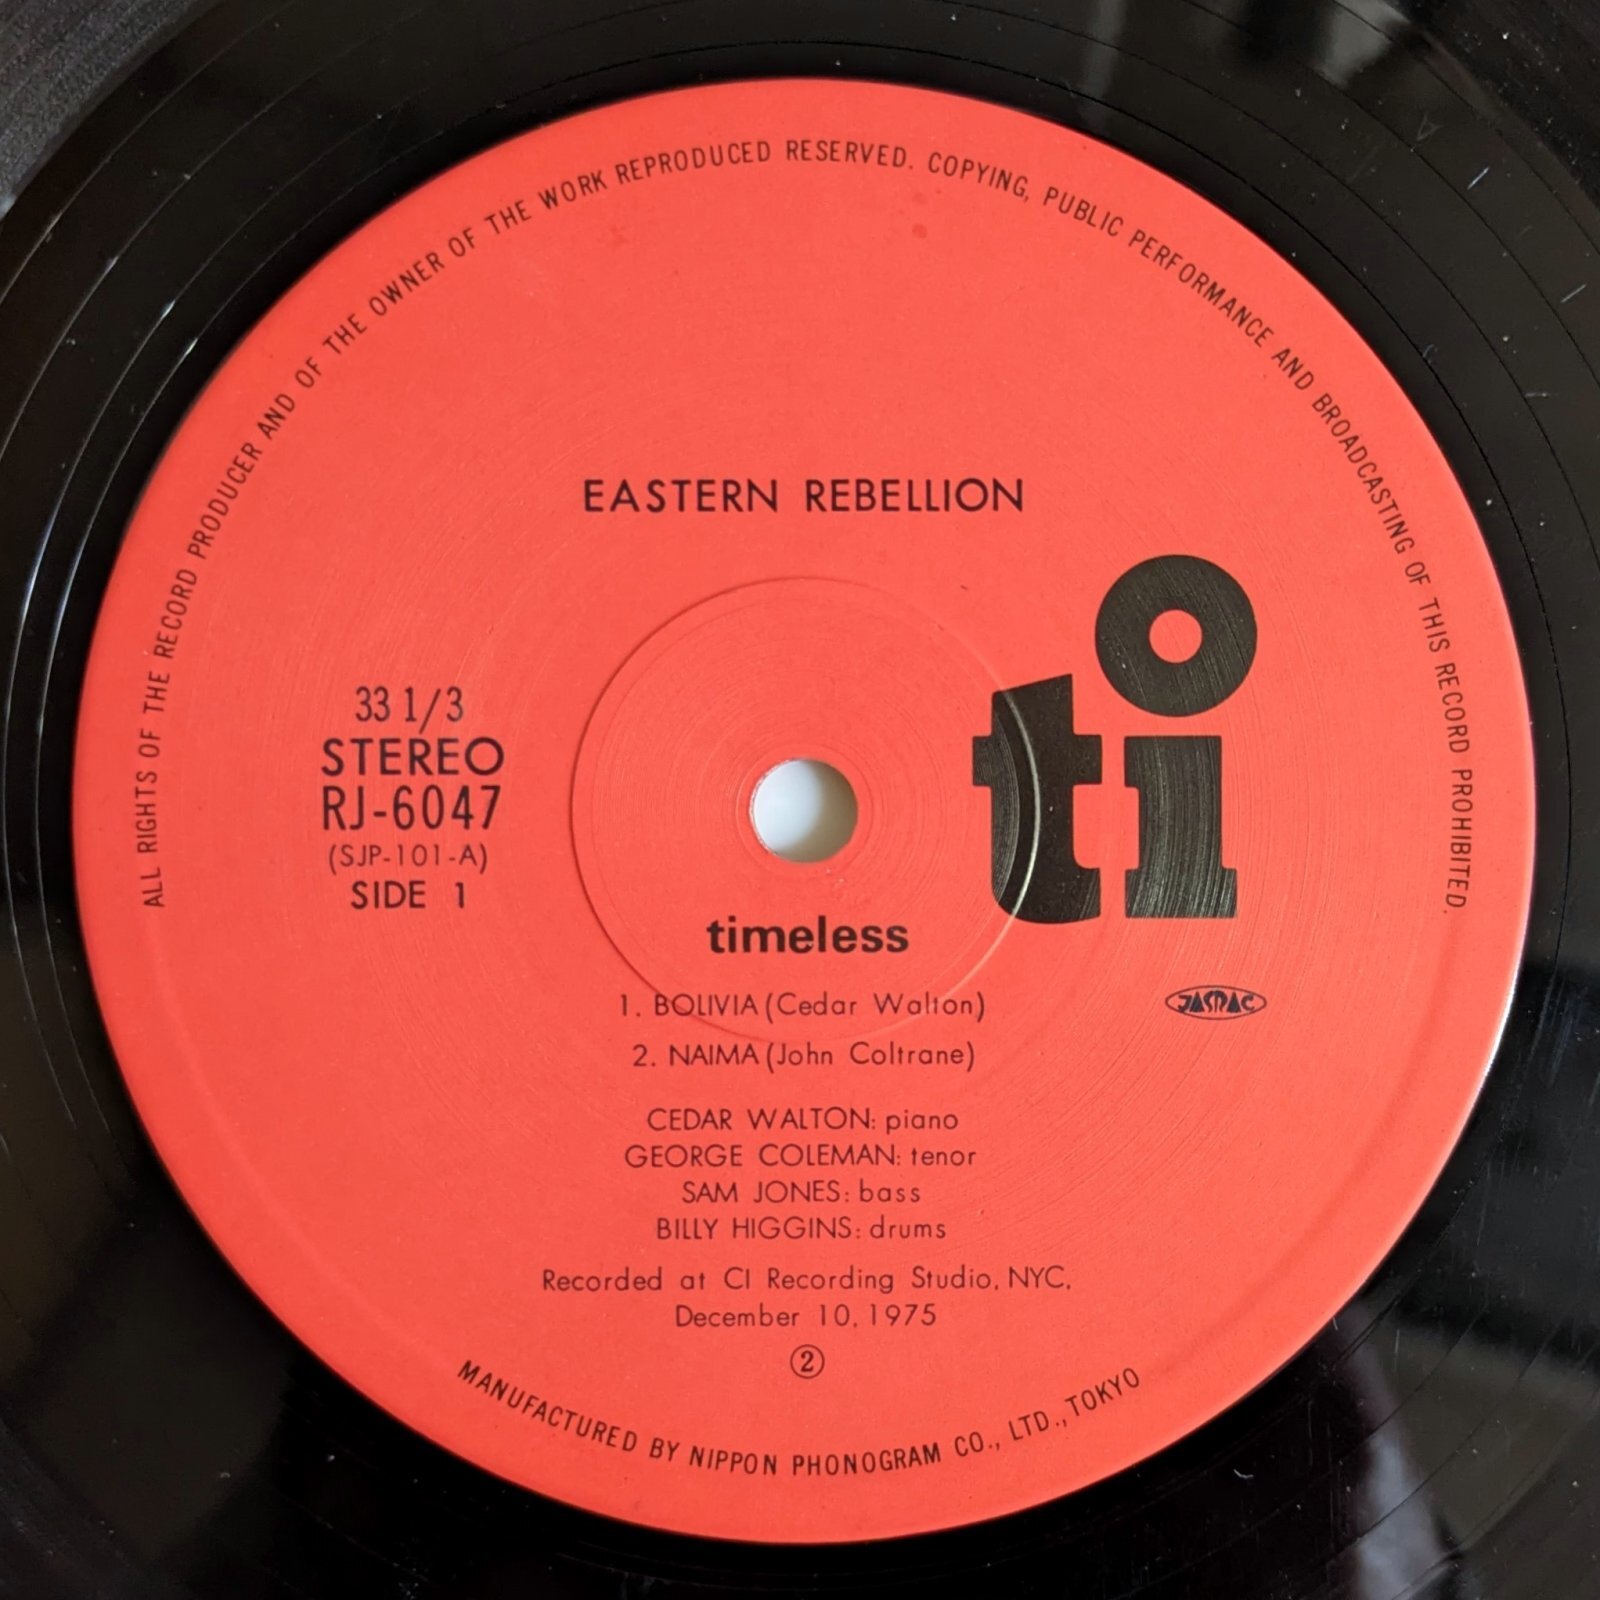 ALL RIGHTS OF THE RECORD PRODUCER AND OF THE OWNER OF THE WORK REPRODUCED RESERVED. COPYING, PUBLIC PERFORMANCE AND BROADCASTING OF THIS RECORD PROHIBITED.
EASTERN REBELLION
ti
33 1/3
STEREO
RJ-6047
(SJP-101-A)
SIDE 1
timeless
JASRAC
1. BOLIVIA (Cedar Walton)
2. NAIMA (John Coltrane)
CEDAR WALTON: piano
GEORGE COLEMAN: tenor
SAM JONES: bass
BILLY HIGGINS: drums
Recorded at CI Recording Studio, NYC,
December 10, 1975
②
MANUFACTURED BY NIPPON PHONOGRAM CO., LTD., TOKYO